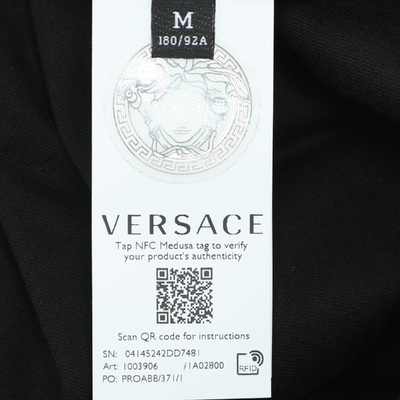 M
180/92A
VERSACE
Tap NFC Medusa tag to verify
your product's authenticity
Scan QR code for instructions
SN: 04145242DD7481
Art: 1003906 /1A02800
PO: PROABB/371/1
RFID